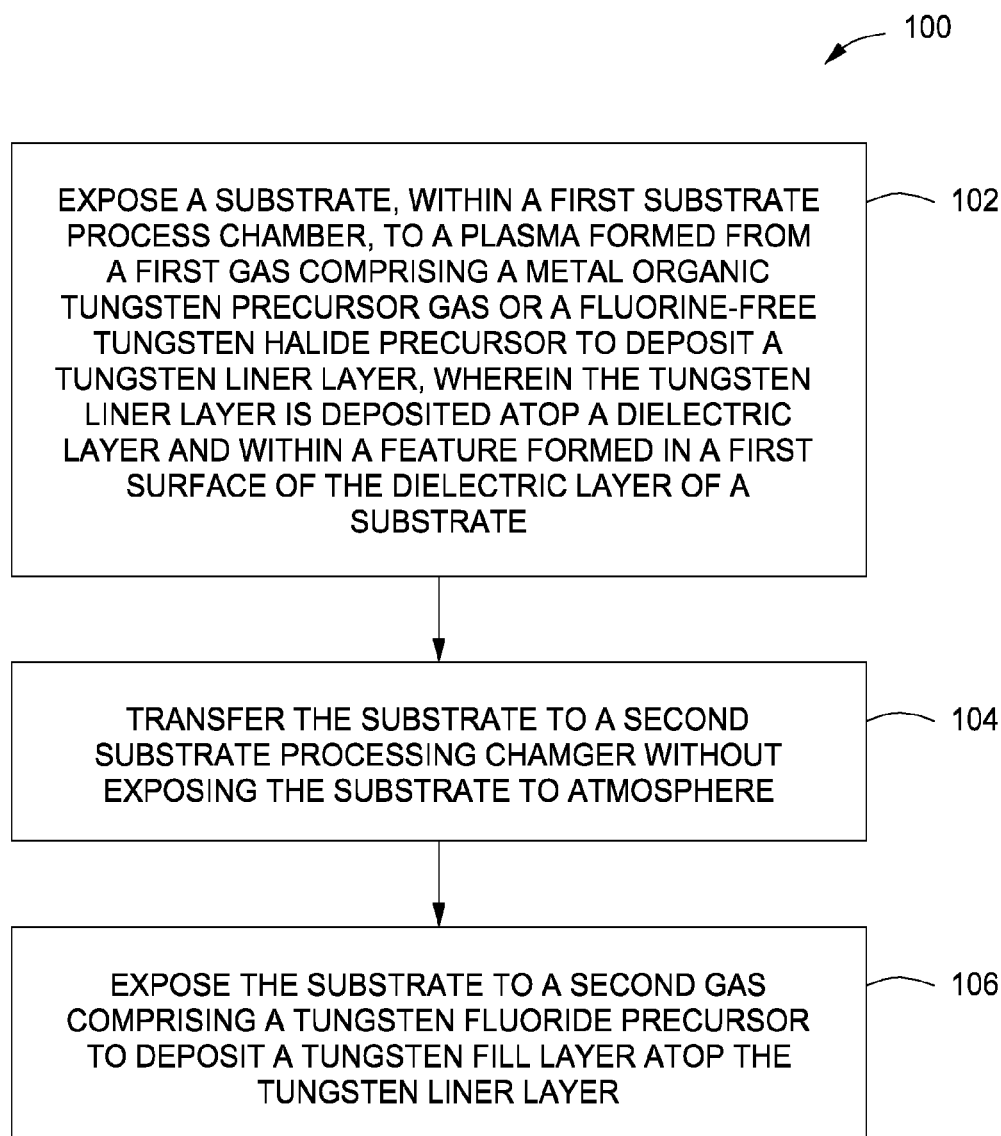 100
EXPOSE A SUBSTRATE, WITHIN A FIRST SUBSTRATE
PROCESS CHAMBER, TO A PLASMA FORMED FROM
A FIRST GAS COMPRISING A METAL ORGANIC
TUNGSTEN PRECURSOR GAS OR A FLUORINE-FREE
TUNGSTEN HALIDE PRECURSOR TO DEPOSIT A
TUNGSTEN LINER LAYER, WHEREIN THE TUNGSTEN
LINER LAYER IS DEPOSITED ATOP A DIELECTRIC
LAYER AND WITHIN A FEATURE FORMED IN A FIRST
SURFACE OF THE DIELECTRIC LAYER OF A
SUBSTRATE
102
TRANSFER THE SUBSTRATE TO A SECOND
SUBSTRATE PROCESSING CHAMGER WITHOUT
EXPOSING THE SUBSTRATE TO ATMOSPHERE
104
EXPOSE THE SUBSTRATE TO A SECOND GAS
COMPRISING A TUNGSTEN FLUORIDE PRECURSOR
TO DEPOSIT A TUNGSTEN FILL LAYER ATOP THE
TUNGSTEN LINER LAYER
106